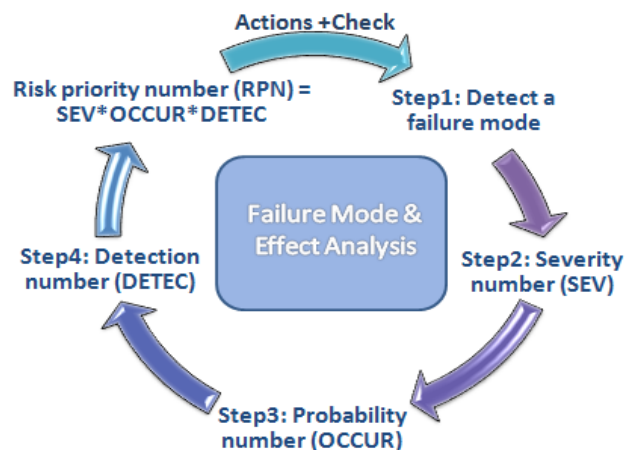 Actions +Check
Step1: Detect a
failure mode
Step2: Severity
number (SEV)
Step3: Probability
number (OCCUR)
Step4: Detection
number (DETEC)
Risk priority number (RPN) =
SEV*OCCUR*DETEC
Failure Mode &
Effect Analysis